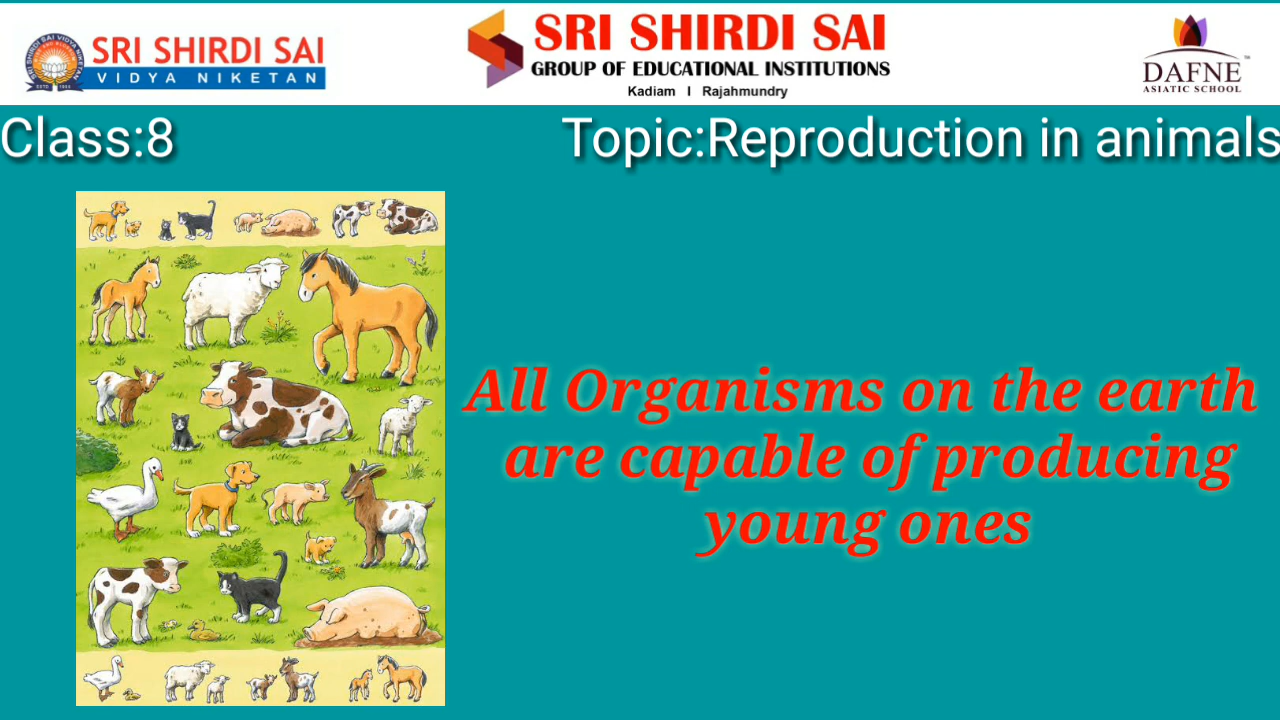 SRI SHIRDI SAI
VIDYA NIKETAN
SRI SHIRDI SAI
GROUP OF EDUCATIONAL INSTITUTIONS
Kadiam I Rajahmundry
DAFNE
ASIATIC SCHOOL
Class:8
Topic:Reproduction in animals
All Organisms on the earth
are capable of producing
young ones